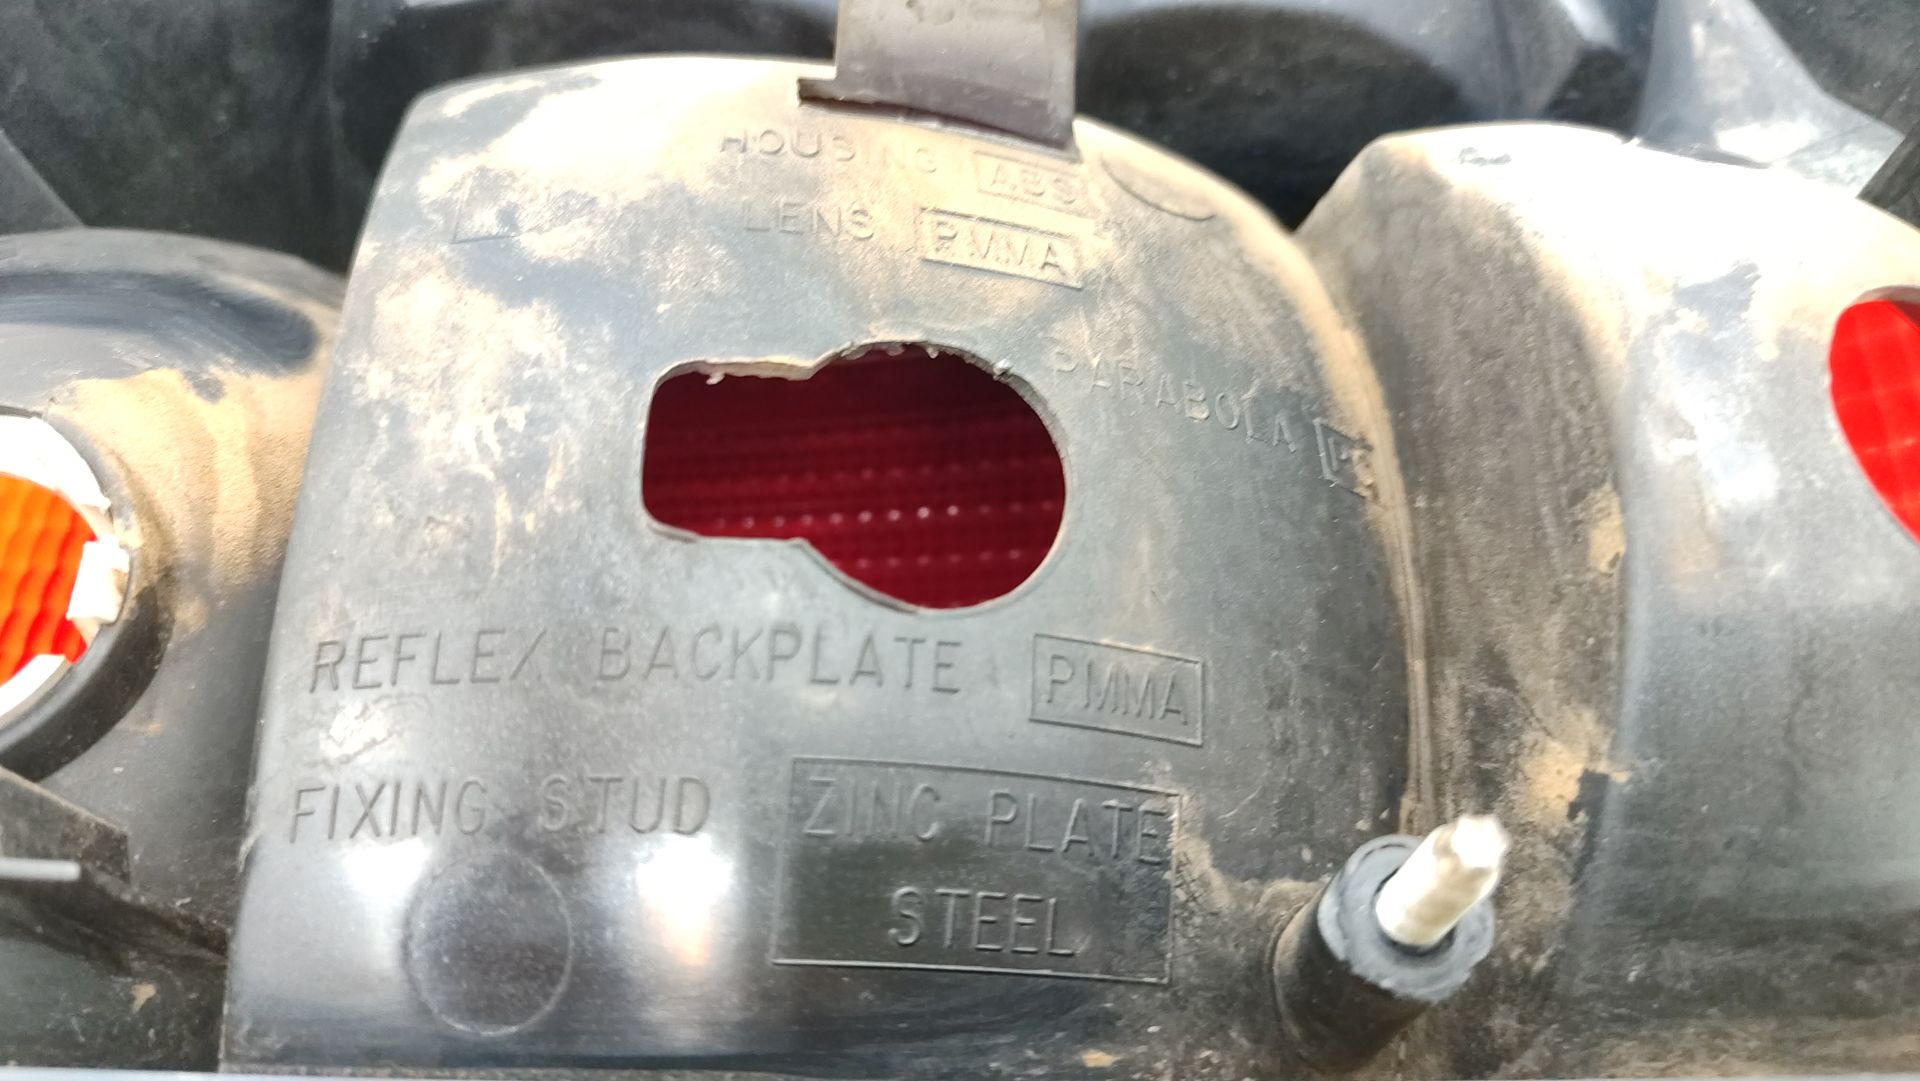 HOUSING ABS
LENS PMMA
PARABOLA
REFLEX BACKPLATE PMMA
FIXING STUD ZINC PLATE
STEEL